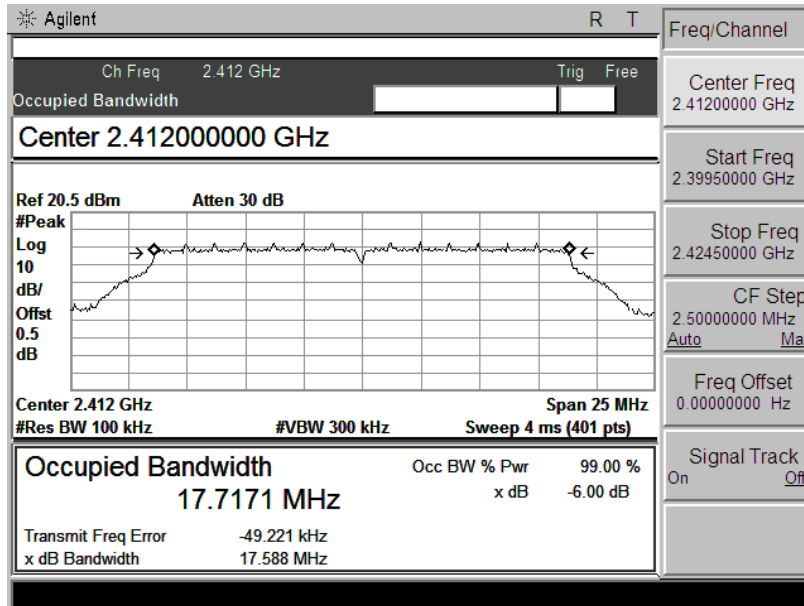 Agilent R T
Ch Freq 2.412 GHz Trig Free
Occupied Bandwidth
Center 2.412000000 GHz
Ref 20.5 dBm Atten 30 dB
#Peak
Log
10
dB/
Offst
0.5
dB
Center 2.412 GHz Span 25 MHz
#Res BW 100 kHz #VBW 300 kHz Sweep 4 ms (401 pts)
Occupied Bandwidth
17.7171 MHz
Occ BW % Pwr 99.00 %
x dB -6.00 dB
Transmit Freq Error -49.221 kHz
x dB Bandwidth 17.588 MHz
Freq/Channel
Center Freq
2.41200000 GHz
Start Freq
2.39950000 GHz
Stop Freq
2.42450000 GHz
CF Step
2.50000000 MHz
Auto Ma
Freq Offset
0.00000000 Hz
Signal Track
On Off